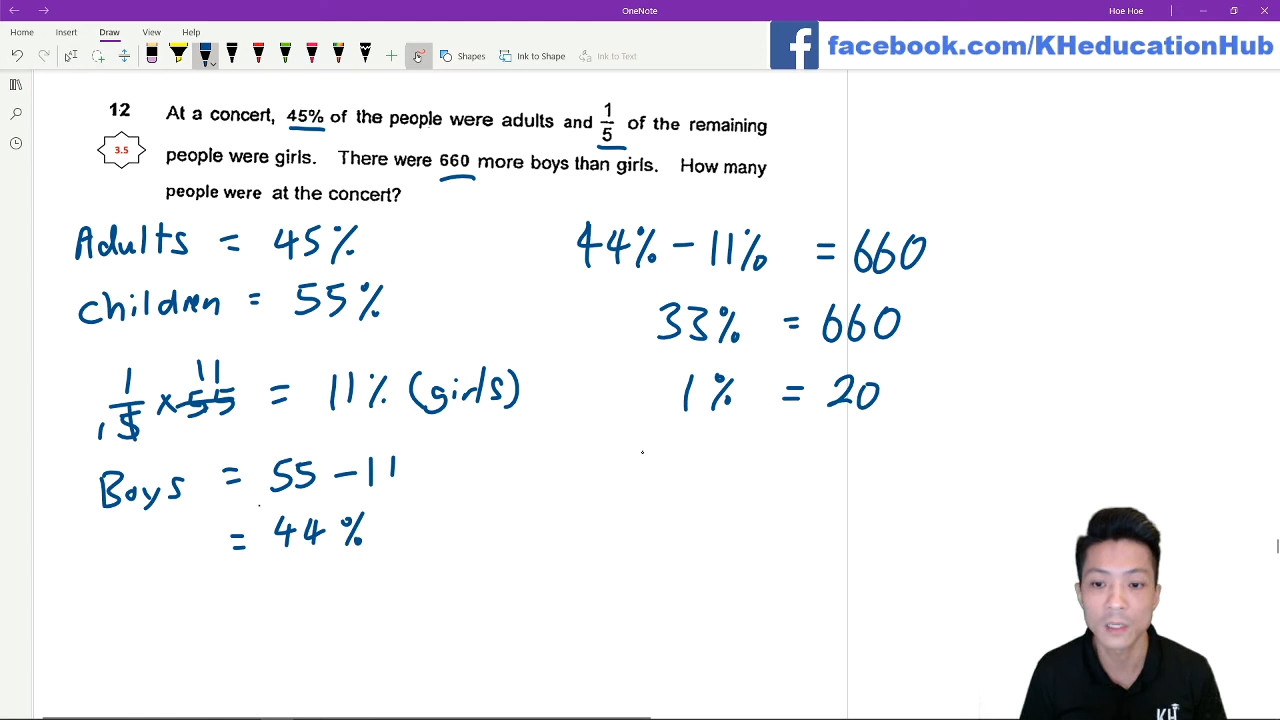 OneNote
Hoe Hoe
Home Insert Draw View Help
Shapes Ink to Shape Ink to Text
facebook.com/KHeducationHub
12 At a concert, 45% of the people were adults and 1/5 of the remaining
3.5 people were girls. There were 660 more boys than girls. How many
people were at the concert?
Adults = 45%
children = 55%
1/5 × 55 = 11% (girls)
11
1
Boys = 55 - 11
= 44%
44% - 11% = 660
33% = 660
1% = 20
KH